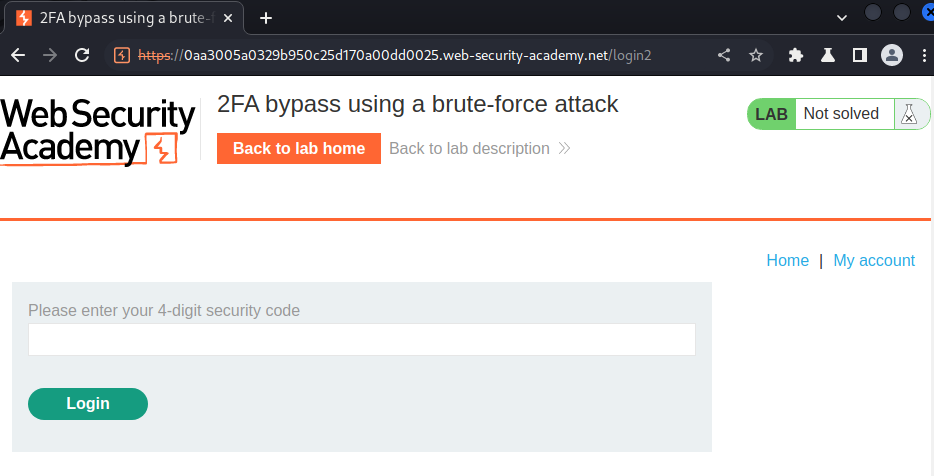 2FA bypass using a brute-f
https://0aa3005a0329b950c25d170a00dd0025.web-security-academy.net/login2
Web Security
Academy
2FA bypass using a brute-force attack
Back to lab home
Back to lab description
LAB
Not solved
Home | My account
Please enter your 4-digit security code
Login